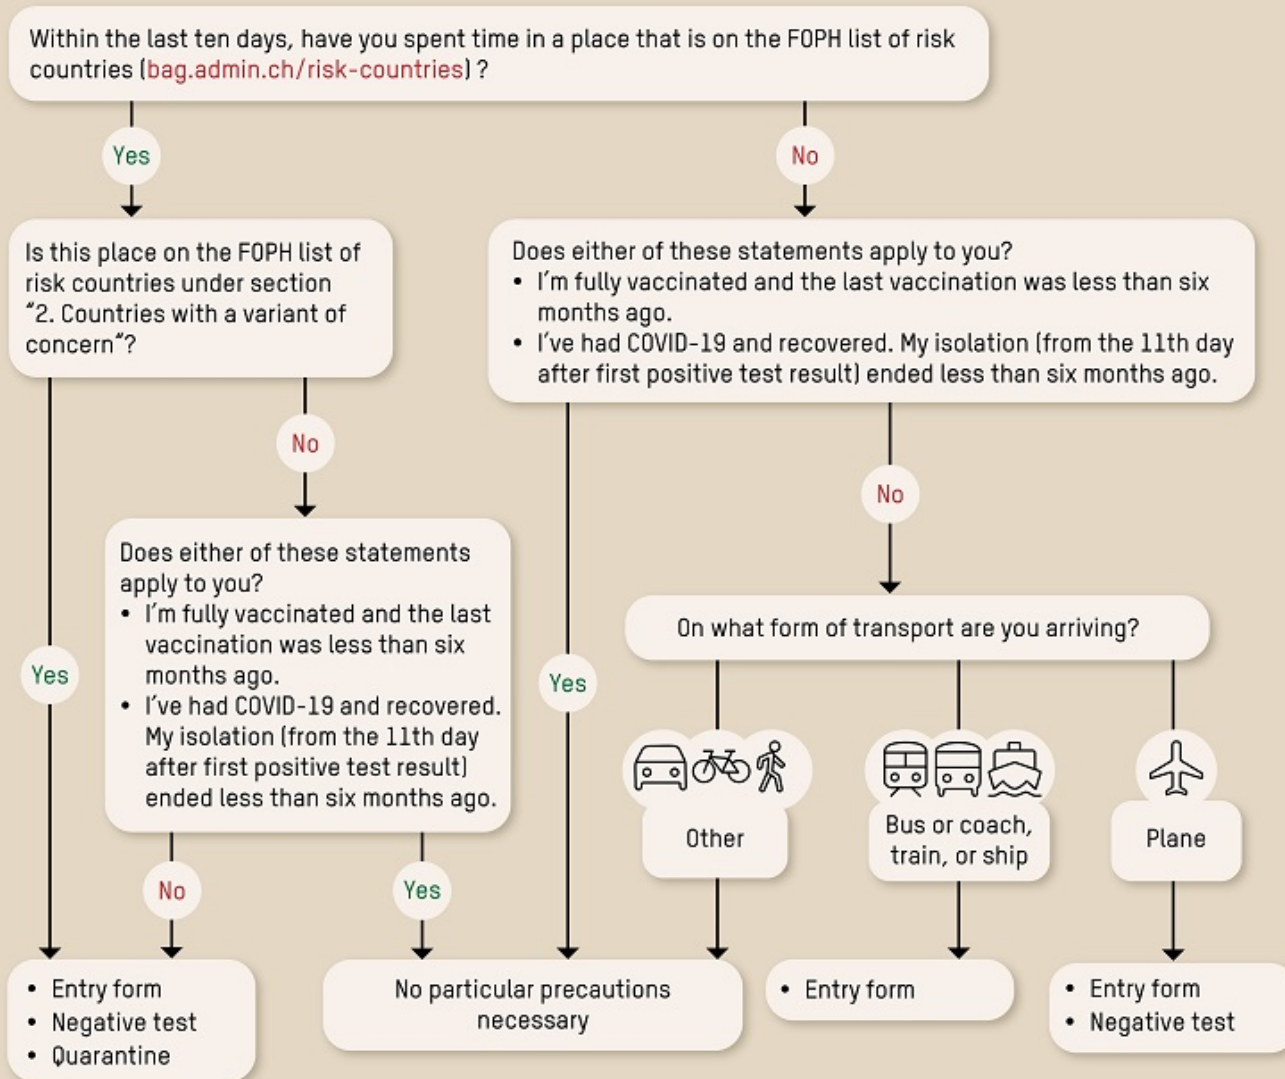 Within the last ten days, have you spent time in a place that is on the FOPH list of risk
countries (bag.admin.ch/risk-countries) ?
Yes
No
Is this place on the FOPH list of
risk countries under section
“2. Countries with a variant of
concern“?
Does either of these statements apply to you?
• I’m fully vaccinated and the last vaccination was less than six
months ago.
• I’ve had COVID-19 and recovered. My isolation (from the 11th day
after first positive test result) ended less than six months ago.
No
No
Does either of these statements
apply to you?
• I’m fully vaccinated and the last
vaccination was less than six
months ago.
• I’ve had COVID-19 and recovered.
My isolation (from the 11th day
after first positive test result)
ended less than six months ago.
On what form of transport are you arriving?
Yes
Yes
Other
Bus or coach,
train, or ship
Plane
No
Yes
• Entry form
• Negative test
• Quarantine
No particular precautions
necessary
• Entry form
• Entry form
• Negative test